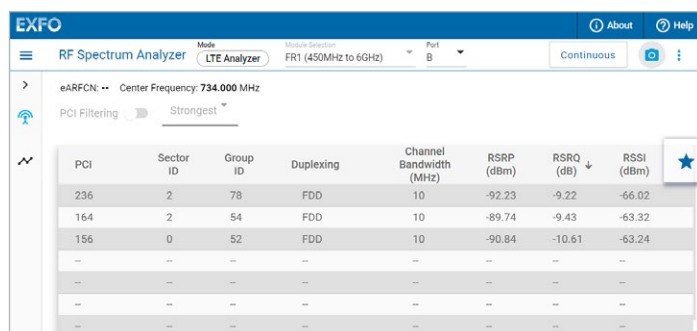 EXFO
About
Help
RF Spectrum Analyzer
Mode
LTE Analyzer
Module Selection
FR1 (450MHz to 6GHz)
Port
B
Continuous
eARFCN: -- Center Frequency: 734.000 MHz
PCI Filtering
Strongest
PCI Sector ID Group ID Duplexing Channel Bandwidth (MHz) RSRP (dBm) RSRQ (dB) ↓ RSSI (dBm)
236 2 78 FDD 10 -92.23 -9.22 -66.02
164 2 54 FDD 10 -89.74 -9.43 -63.32
156 0 52 FDD 10 -90.84 -10.61 -63.24
-- -- -- -- -- -- -- --
-- -- -- -- -- -- -- --
-- -- -- -- -- -- -- --
-- -- -- -- -- -- -- --